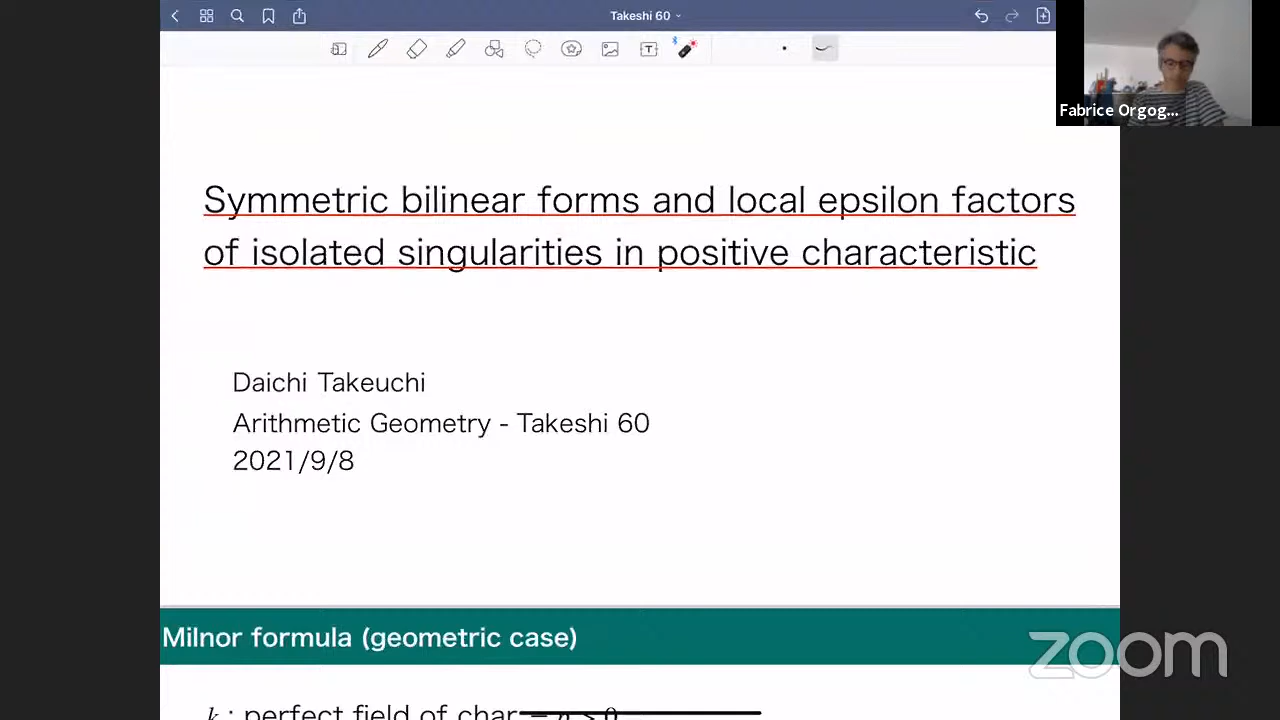 Takeshi 60
Fabrice Orgog...
Symmetric bilinear forms and local epsilon factors
of isolated singularities in positive characteristic
Daichi Takeuchi
Arithmetic Geometry - Takeshi 60
2021/9/8
Milnor formula (geometric case)
zoom
k : perfect field of char = p > 0